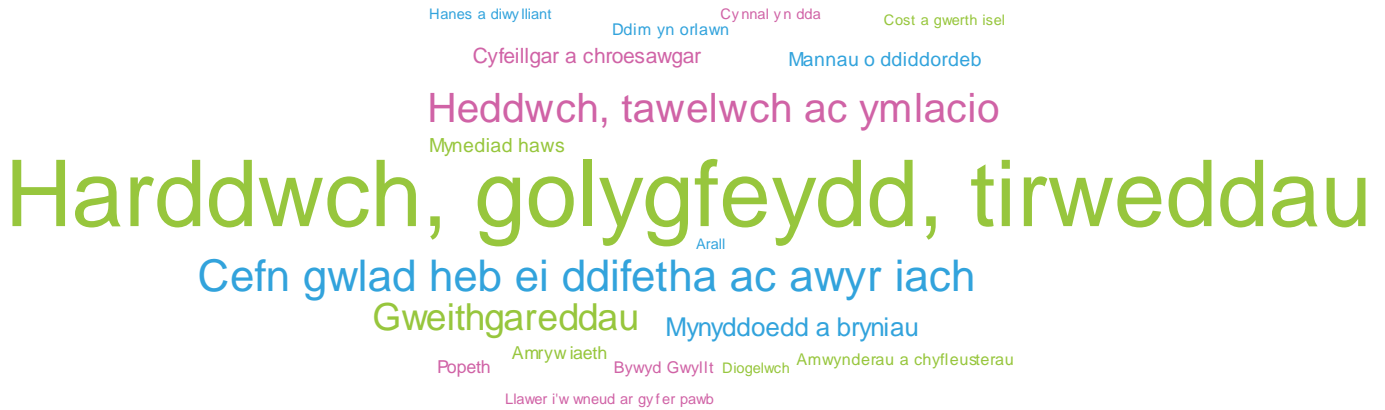 Hanes a diwylliant
Cynnal yn dda
Cost a gwerth isel
Ddim yn orlawn
Cyfeillgar a chroesawgar
Mannau o ddiddordeb
Heddwch, tawelwch ac ymlacio
Mynediad haws
Harddwch, golygfeydd, tirweddau
Arall
Cefn gwlad heb ei ddifetha ac awyr iach
Gweithgareddau
Mynyddoedd a bryniau
Amrywiaeth
Popeth
Bywyd Gwyllt
Diogelwch
Amwynderau a chyfleusterau
Llawer i'w wneud ar gyfer pawb